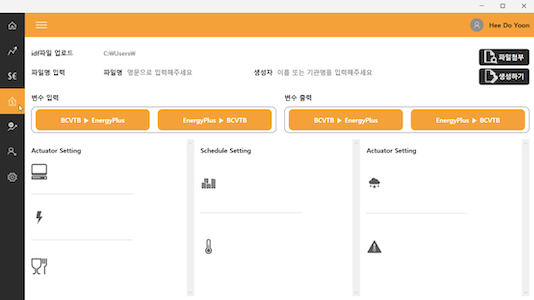 Hee Do Yoon
idf파일 업로드 C:₩Users₩
파일첨부
파일명 입력 파일명 영문으로 입력해주세요 생성자 이름 또는 기관명을 입력해주세요
생성하기
변수 입력 변수 출력
BCVTB ▶ EnergyPlus EnergyPlus ▶ BCVTB BCVTB ▶ EnergyPlus EnergyPlus ▶ BCVTB
Actuator Setting Schedule Setting Actuator Setting